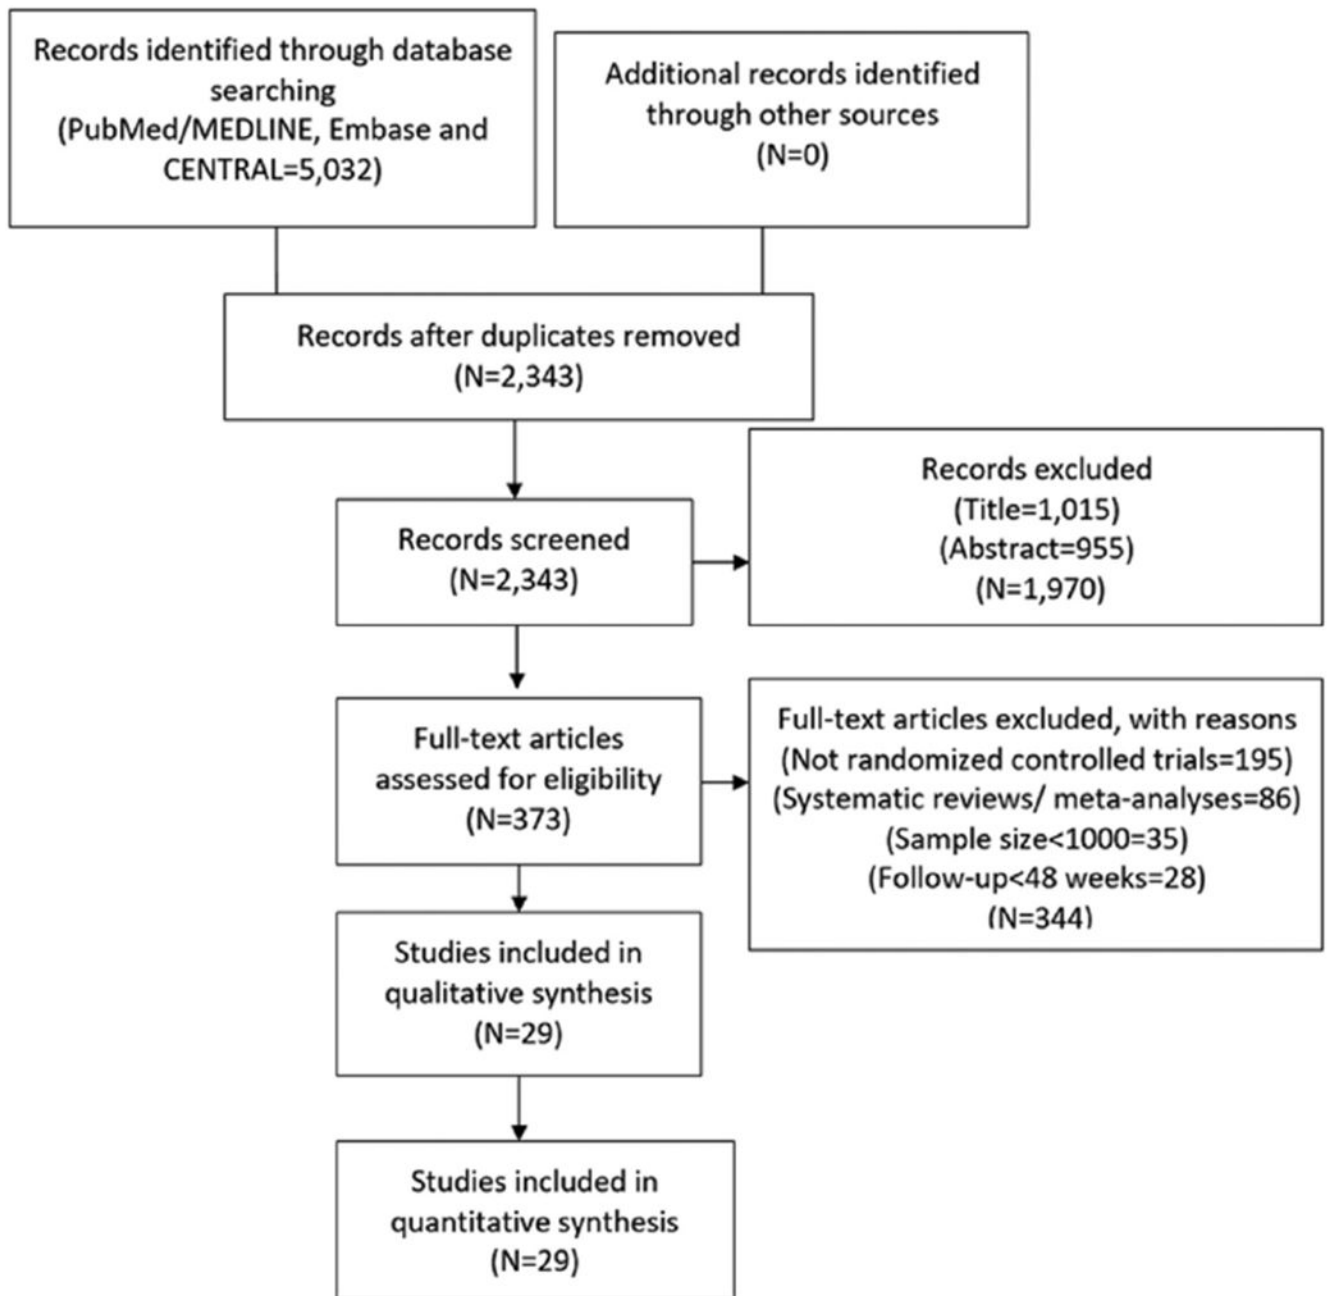 Records identified through database
searching
(PubMed/MEDLINE, Embase and
CENTRAL=5,032)
Additional records identified
through other sources
(N=0)
Records after duplicates removed
(N=2,343)
Records screened
(N=2,343)
Records excluded
(Title=1,015)
(Abstract=955)
(N=1,970)
Full-text articles
assessed for eligibility
(N=373)
Full-text articles excluded, with reasons
(Not randomized controlled trials=195)
(Systematic reviews/ meta-analyses=86)
(Sample size<1000=35)
(Follow-up<48 weeks=28)
(N=344)
Studies included in
qualitative synthesis
(N=29)
Studies included in
quantitative synthesis
(N=29)